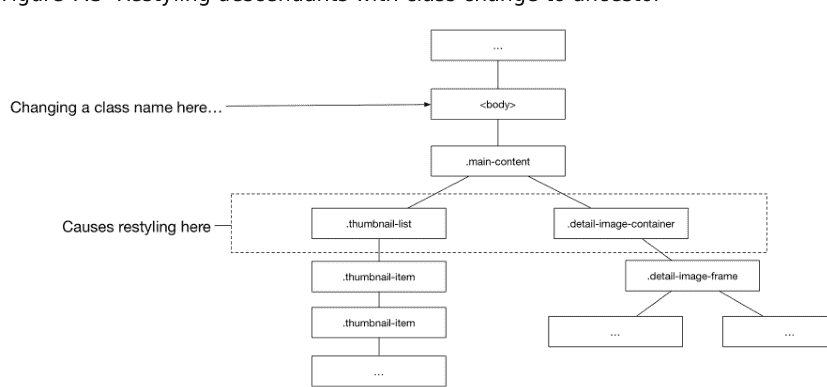 Figure 7.3 Restyling descendants with class change to ancestor
...
Changing a class name here...
<body>
.main-content
Causes restyling here
.thumbnail-list
.detail-image-container
.thumbnail-item
.detail-image-frame
.thumbnail-item
...
...
...